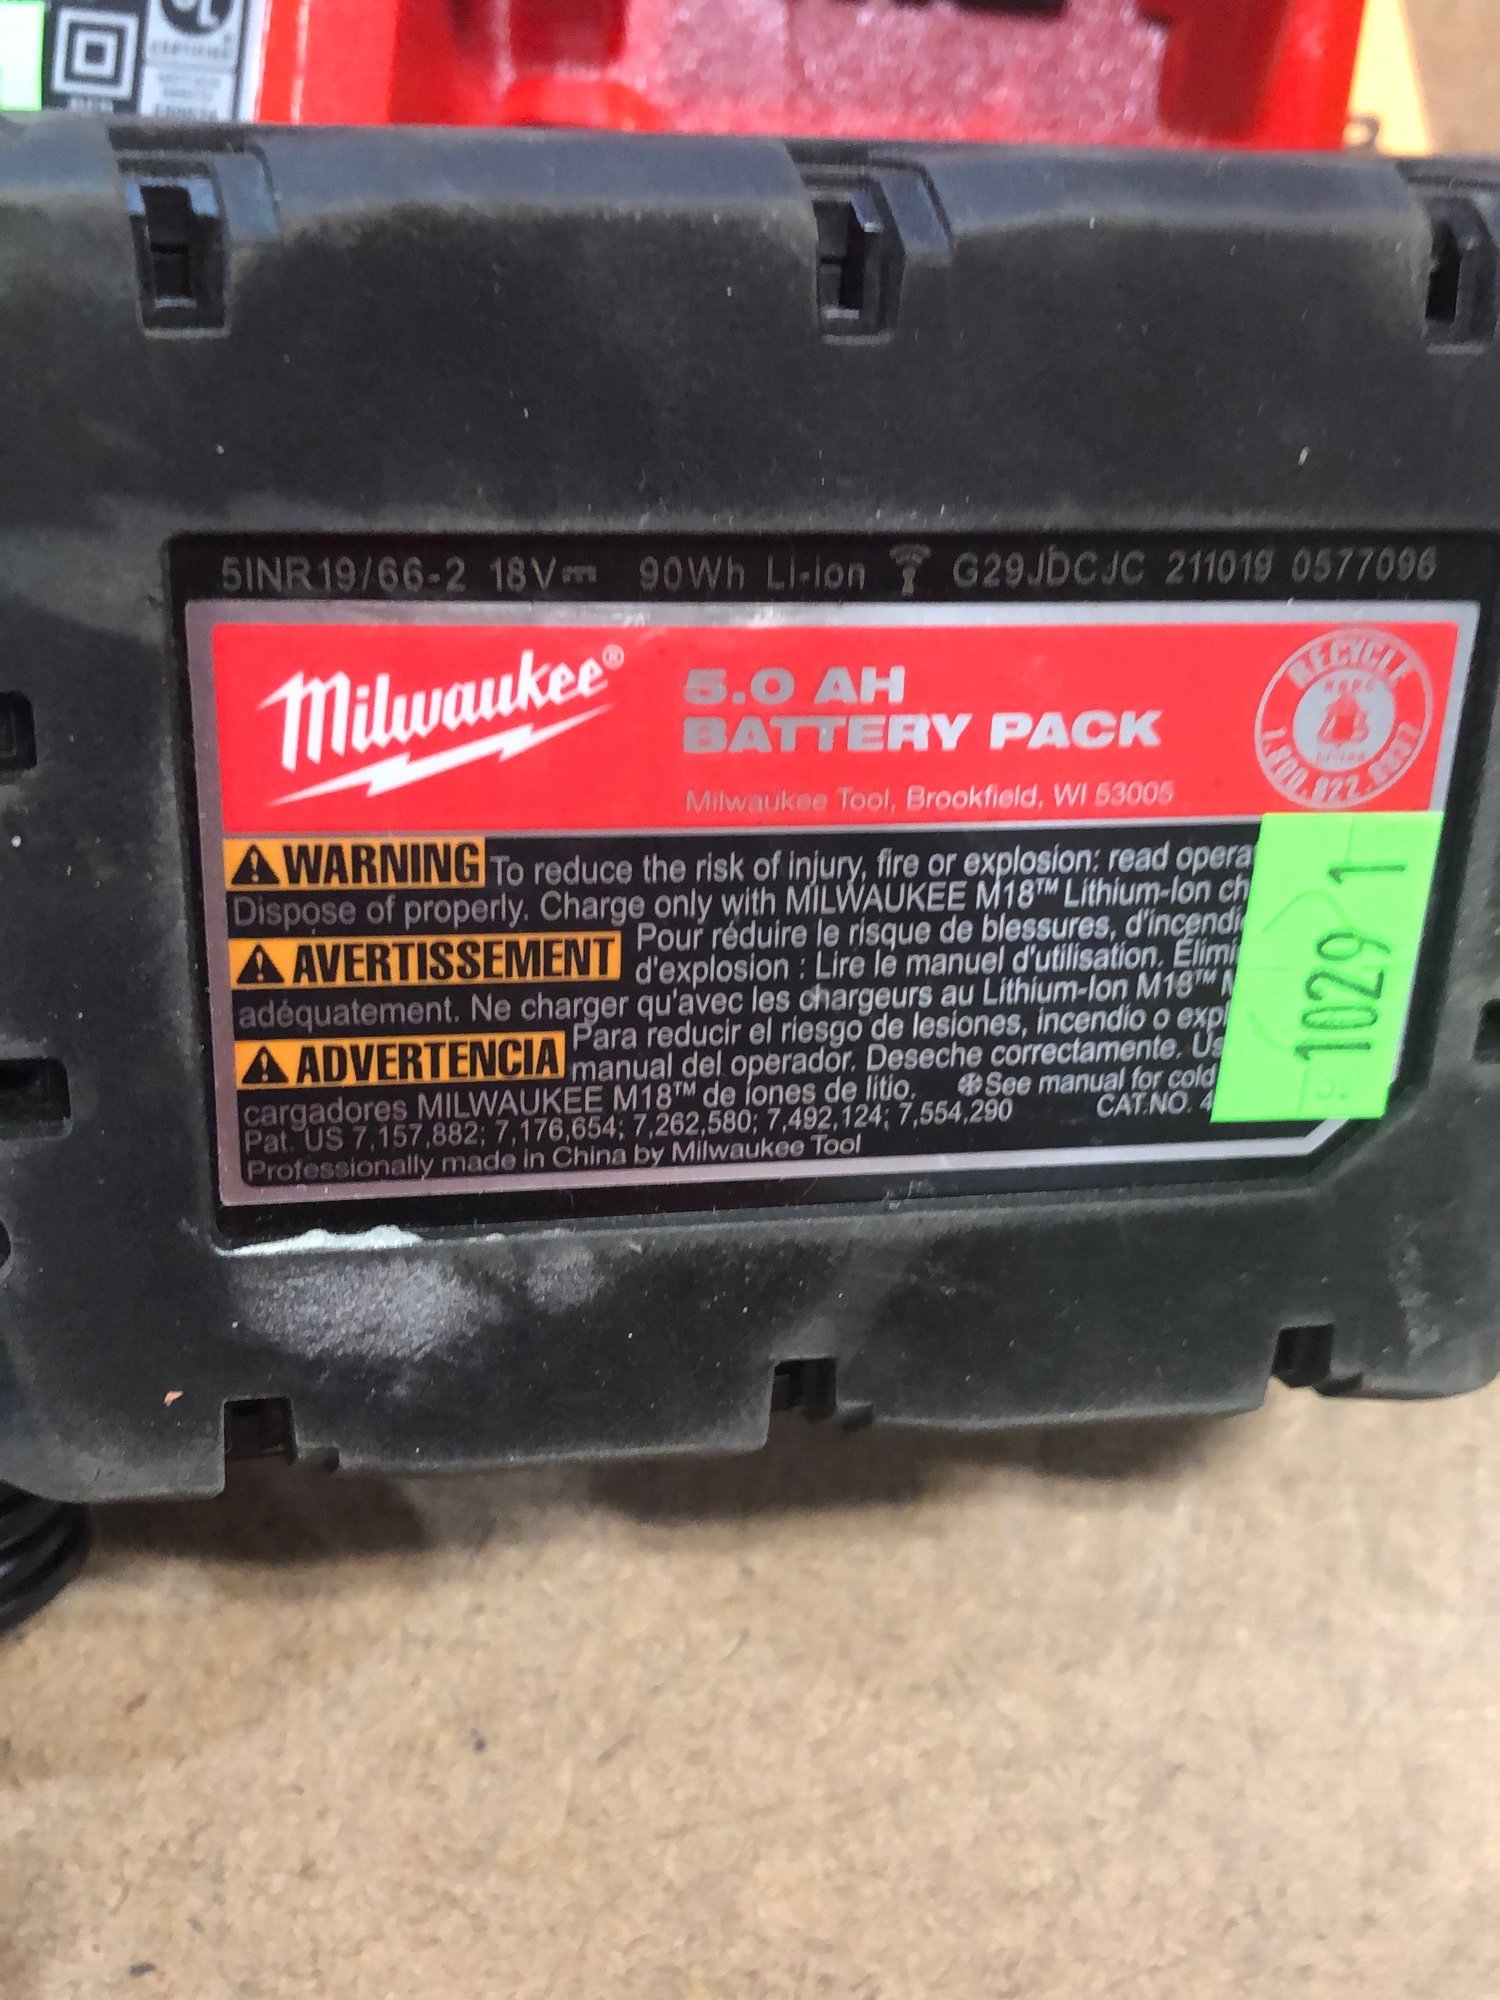 5INR19/66-2 18V 90Wh Li-ion G29JDCJC 211019 0577096
Milwaukee®
5.0 AH
BATTERY PACK
Milwaukee Tool, Brookfield, WI 53005
RECYCLE
WARNING To reduce the risk of injury, fire or explosion: read opera
Dispose of properly. Charge only with MILWAUKEE M18™ Lithium-Ion ch
AVERTISSEMENT Pour réduire le risque de blessures, d'incendi
d'explosion : Lire le manuel d'utilisation. Élimi
adéquatement. Ne charger qu'avec les chargeurs au Lithium-Ion M18™
ADVERTENCIA Para reducir el riesgo de lesiones, incendio o expl
manual del operador. Deseche correctamente. Us
cargadores MILWAUKEE M18™ de iones de litio. See manual for cold
Pat. US 7,157,882; 7,176,654; 7,262,580; 7,492,124; 7,554,290 CAT.NO. 4
Professionally made in China by Milwaukee Tool
1029 1